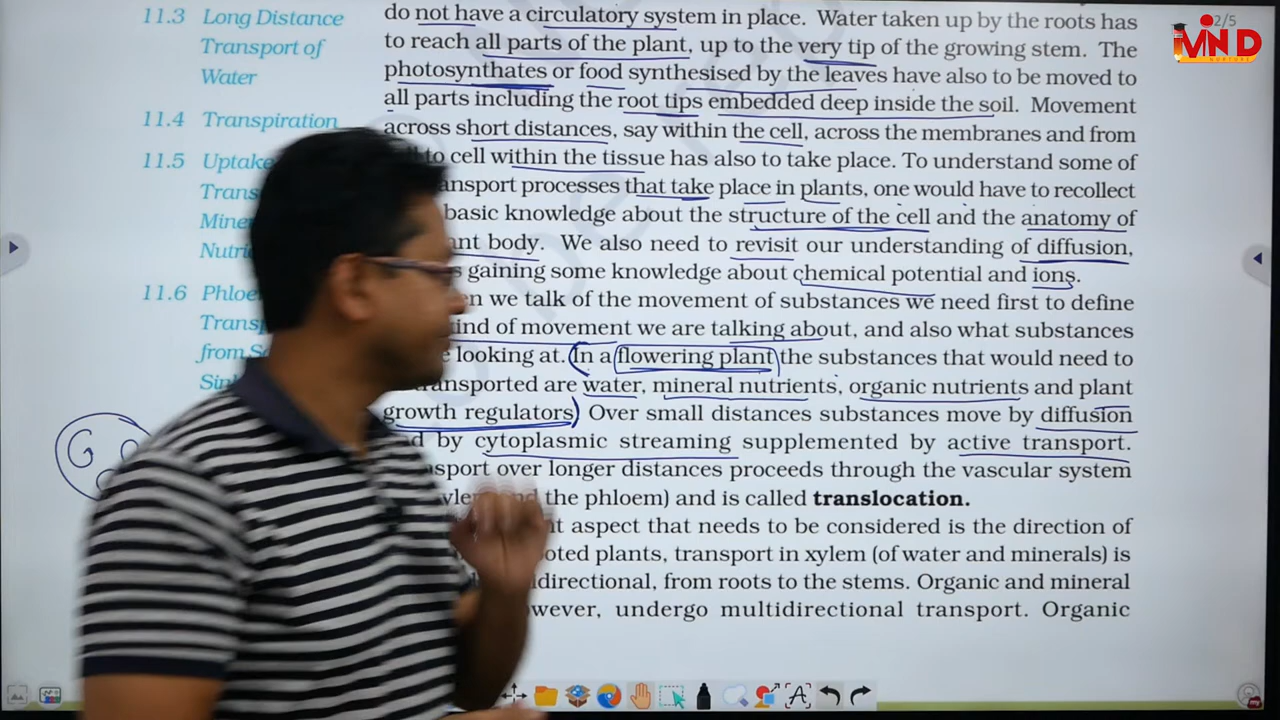 11.3 Long Distance
Transport of
Water
11.4 Transpiration
11.5 Uptake
Trans
Mine
Nutri
11.6 Phloe
Trans
from S
Sin
do not have a circulatory system in place. Water taken up by the roots has
to reach all parts of the plant, up to the very tip of the growing stem. The
photosynthates or food synthesised by the leaves have also to be moved to
all parts including the root tips embedded deep inside the soil. Movement
across short distances, say within the cell, across the membranes and from
to cell within the tissue has also to take place. To understand some of
ansport processes that take place in plants, one would have to recollect
basic knowledge about the structure of the cell and the anatomy of
ant body. We also need to revisit our understanding of diffusion,
gaining some knowledge about chemical potential and ions.
en we talk of the movement of substances we need first to define
kind of movement we are talking about, and also what substances
looking at. In a flowering plant the substances that would need to
ransported are water, mineral nutrients, organic nutrients and plant
growth regulators. Over small distances substances move by diffusion
d by cytoplasmic streaming supplemented by active transport.
sport over longer distances proceeds through the vascular system
yle nd the phloem) and is called translocation.
nt aspect that needs to be considered is the direction of
oted plants, transport in xylem (of water and minerals) is
directional, from roots to the stems. Organic and mineral
wever, undergo multidirectional transport. Organic
G
2/5
MIND
NURTURE